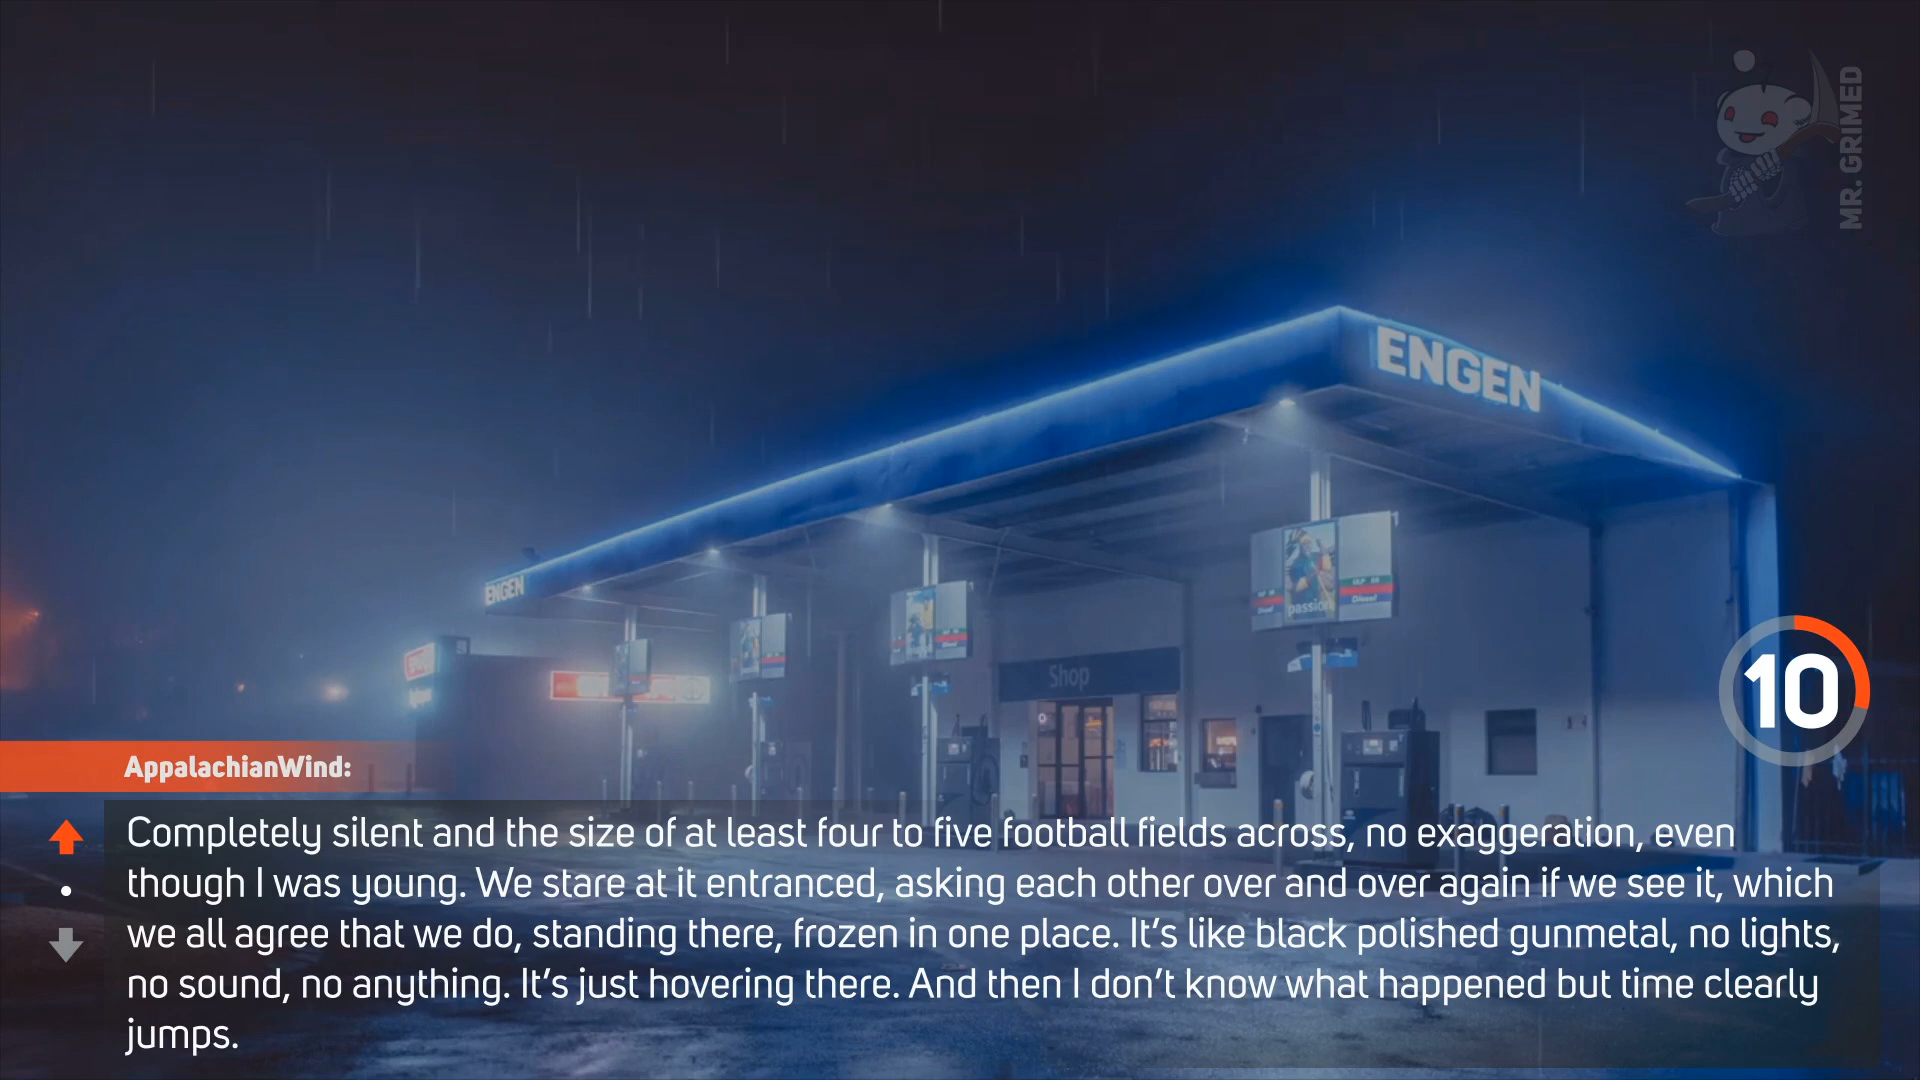 MR. GRIMED
ENGEN
ENGEN
passion
Diesel
Shop
10
AppalachianWind:
Completely silent and the size of at least four to five football fields across, no exaggeration, even
though I was young. We stare at it entranced, asking each other over and over again if we see it, which
we all agree that we do, standing there, frozen in one place. It's like black polished gunmetal, no lights,
no sound, no anything. It's just hovering there. And then I don't know what happened but time clearly
jumps.